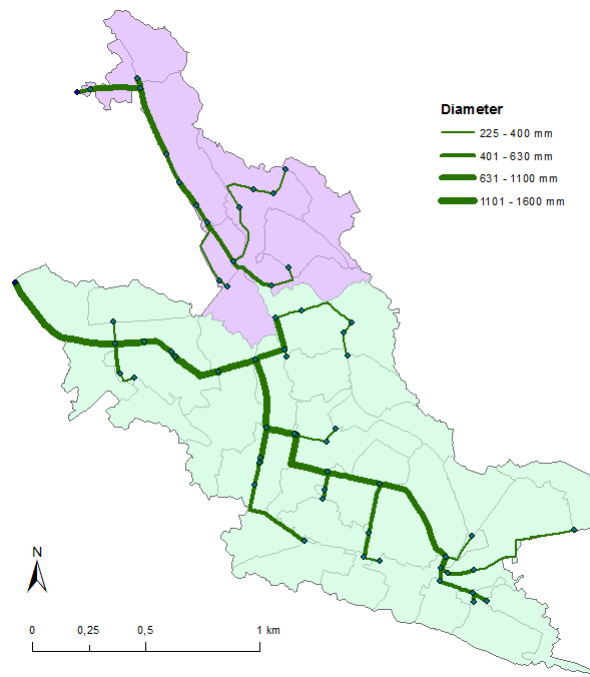 Diameter
225 - 400 mm
401 - 630 mm
631 - 1100 mm
1101 - 1600 mm
N
0 0,25 0,5 1 km